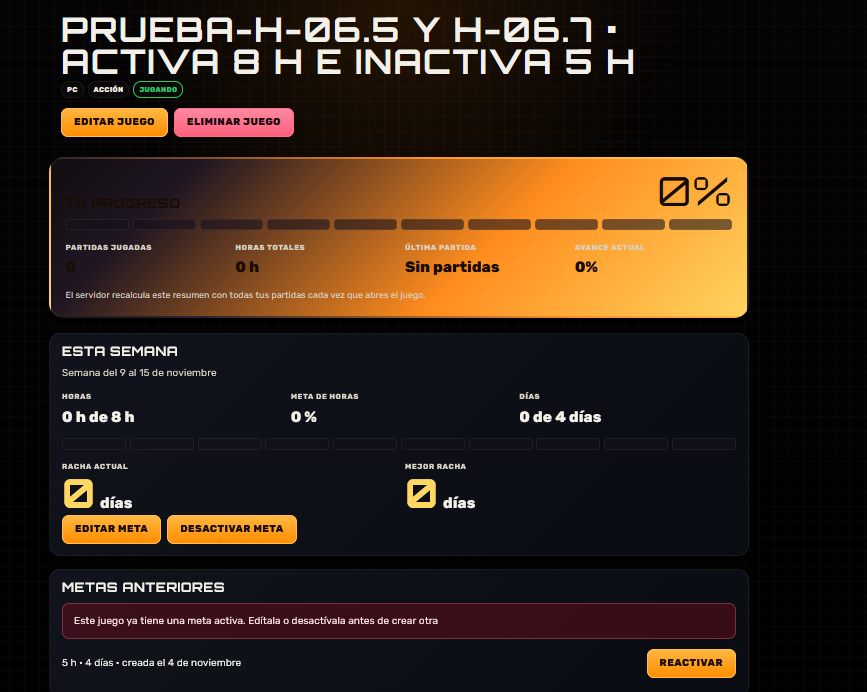 PRUEBA-H-06.5 Y H-06.7 ·
ACTIVA 8 H E INACTIVA 5 H
PC ACCIÓN JUGANDO
EDITAR JUEGO ELIMINAR JUEGO
TU PROGRESO 0%
PARTIDAS JUGADAS HORAS TOTALES ÚLTIMA PARTIDA AVANCE ACTUAL
0 0 h Sin partidas 0%
El servidor recalcula este resumen con todas tus partidas cada vez que abres el juego.
ESTA SEMANA
Semana del 9 al 15 de noviembre
HORAS META DE HORAS DÍAS
0 h de 8 h 0 % 0 de 4 días
RACHA ACTUAL MEJOR RACHA
0 días 0 días
EDITAR META DESACTIVAR META
METAS ANTERIORES
Este juego ya tiene una meta activa. Edítala o desactívala antes de crear otra
5 h · 4 días · creada el 4 de noviembre REACTIVAR